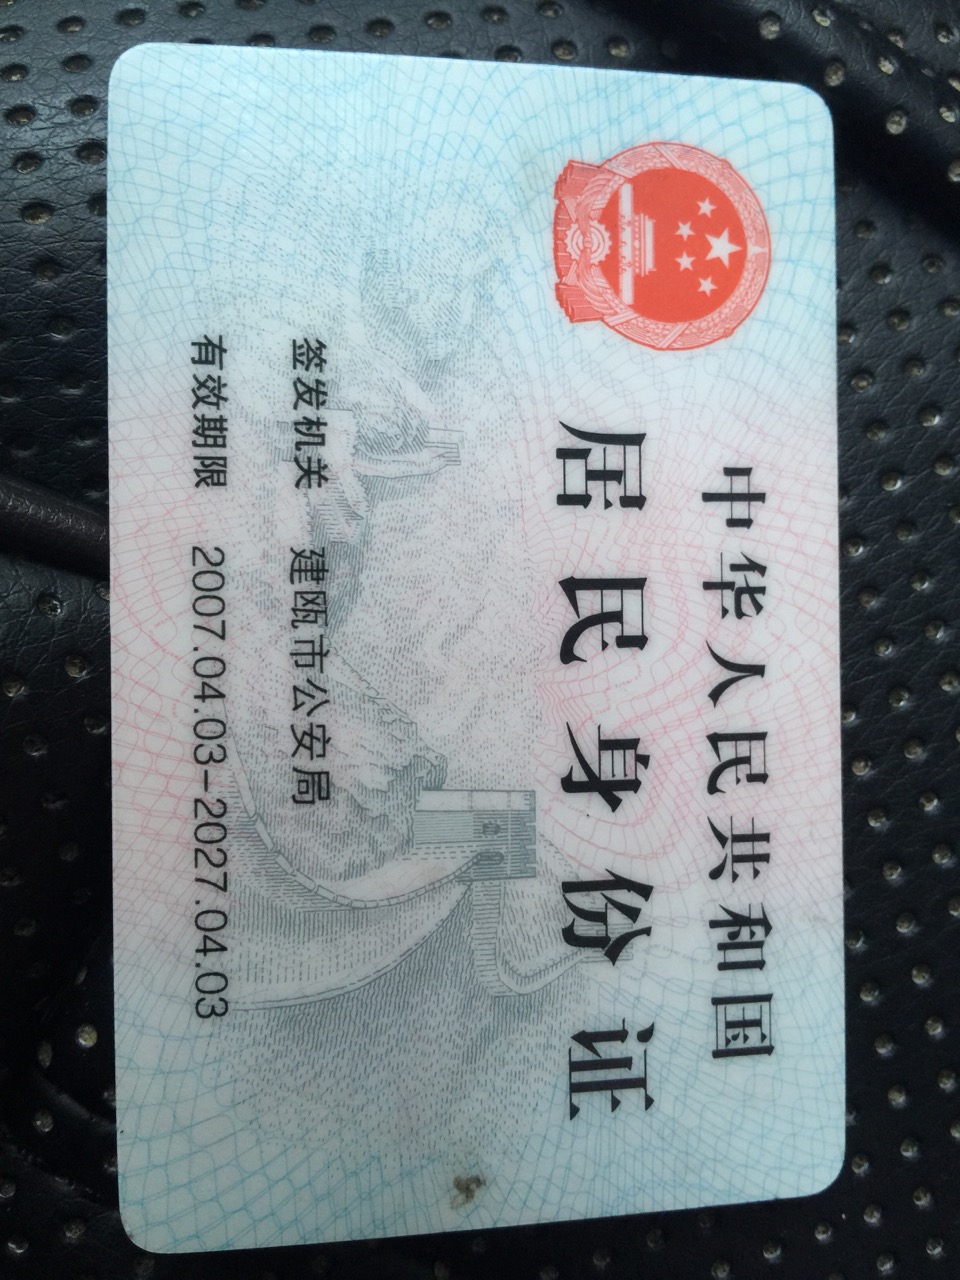 中华人民共和国
居民身份证
签发机关 建瓯市公安局
有效期限 2007.04.03-2027.04.03